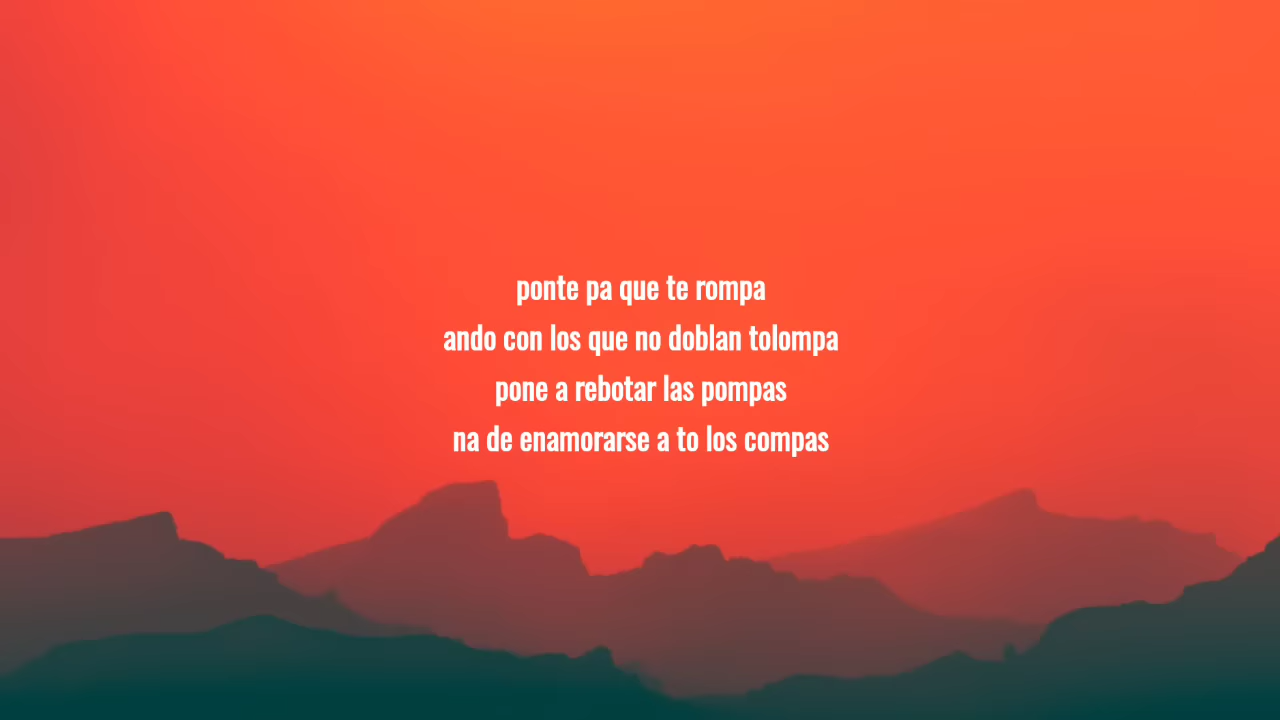 ponte pa que te rompa
ando con los que no doblan tolompa
pone a rebotar las pompas
na de enamorarse a to los compas